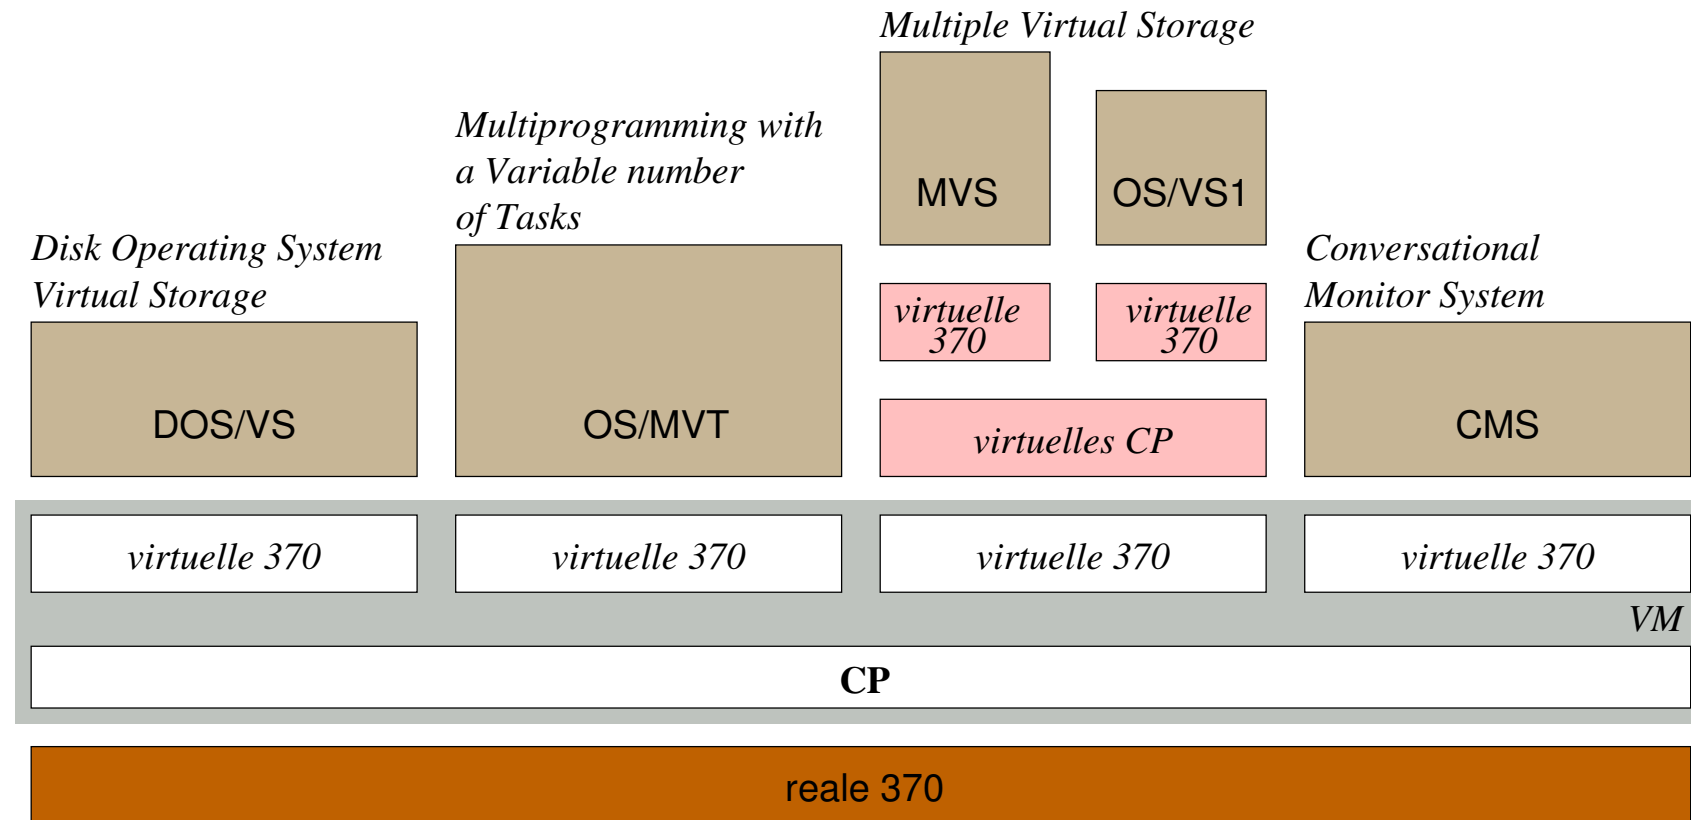 Multiple Virtual Storage
Multiprogramming with
a Variable number
of Tasks
MVS
OS/VS1
Disk Operating System
Virtual Storage
Conversational
Monitor System
virtuelle
370
virtuelle
370
DOS/VS
OS/MVT
virtuelles CP
CMS
virtuelle 370
virtuelle 370
virtuelle 370
virtuelle 370
VM
CP
reale 370